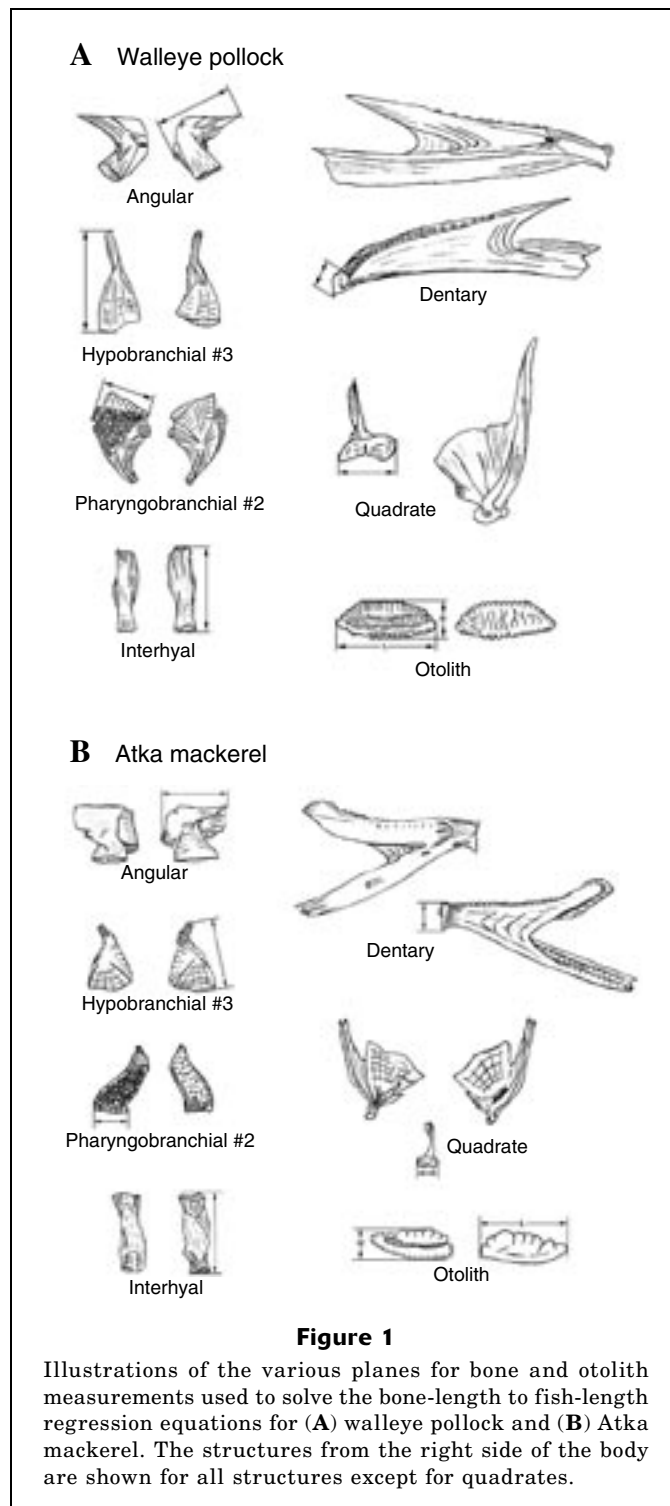 A Walleye pollock
Angular
Dentary
Hypobranchial #3
Pharyngobranchial #2
Quadrate
Interhyal
Otolith
B Atka mackerel
Angular
Dentary
Hypobranchial #3
Pharyngobranchial #2
Quadrate
Interhyal
Otolith
Figure 1
Illustrations of the various planes for bone and otolith
measurements used to solve the bone-length to fish-length
regression equations for (A) walleye pollock and (B) Atka
mackerel. The structures from the right side of the body
are shown for all structures except for quadrates.